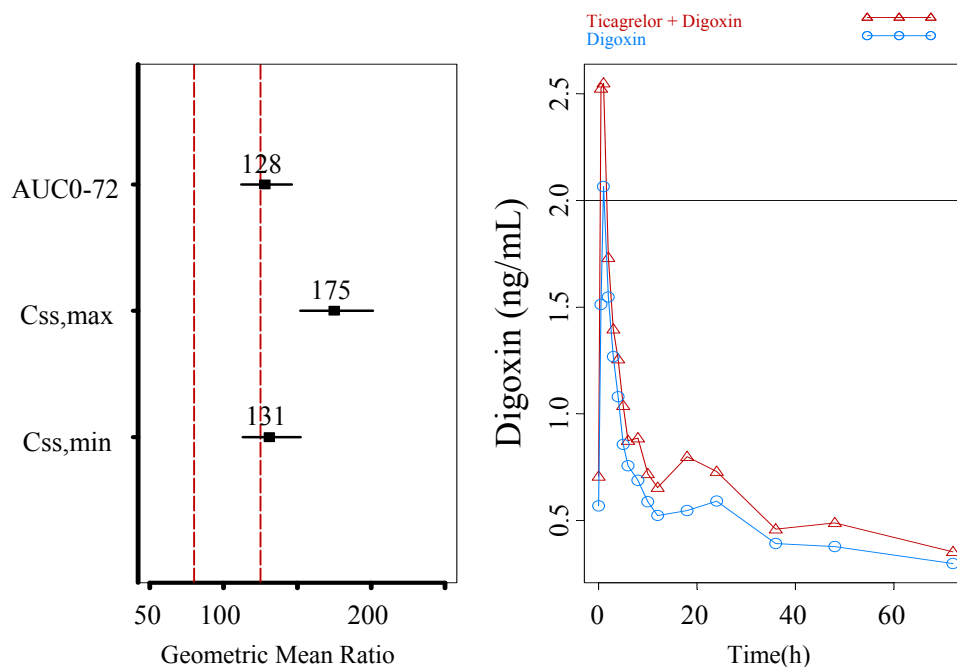 Ticagrelor + Digoxin
Digoxin
128
AUC0-72
175
Css,max
131
Css,min
50
100
200
Geometric Mean Ratio
Digoxin (ng/mL)
2.5
2.0
1.5
1.0
0.5
0
20
40
60
Time(h)